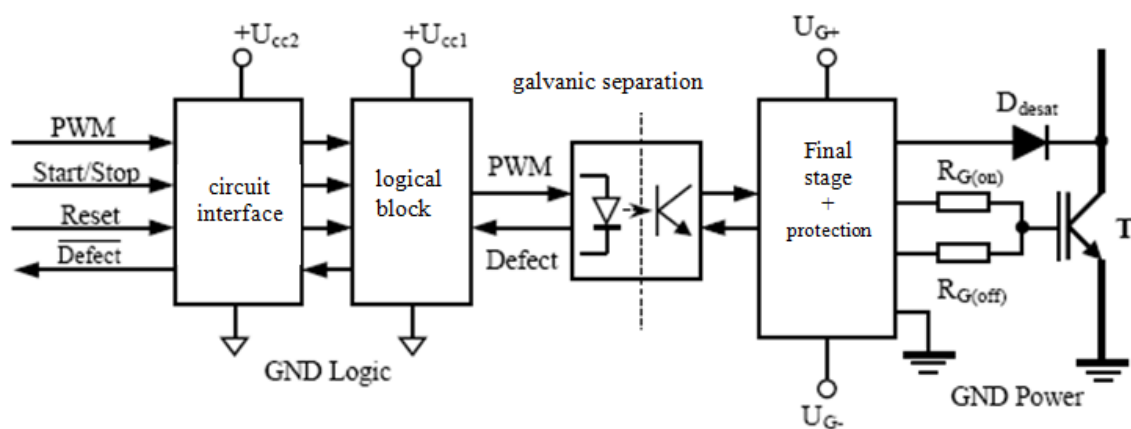 +Ucc2
+Ucc1
UG+
galvanic separation
Ddesat
PWM
Start/Stop
Reset
Defect
circuit
interface
logical
block
PWM
Defect
Final
stage
+
protection
RG(on)
RG(off)
T
GND Logic
GND Power
UG-